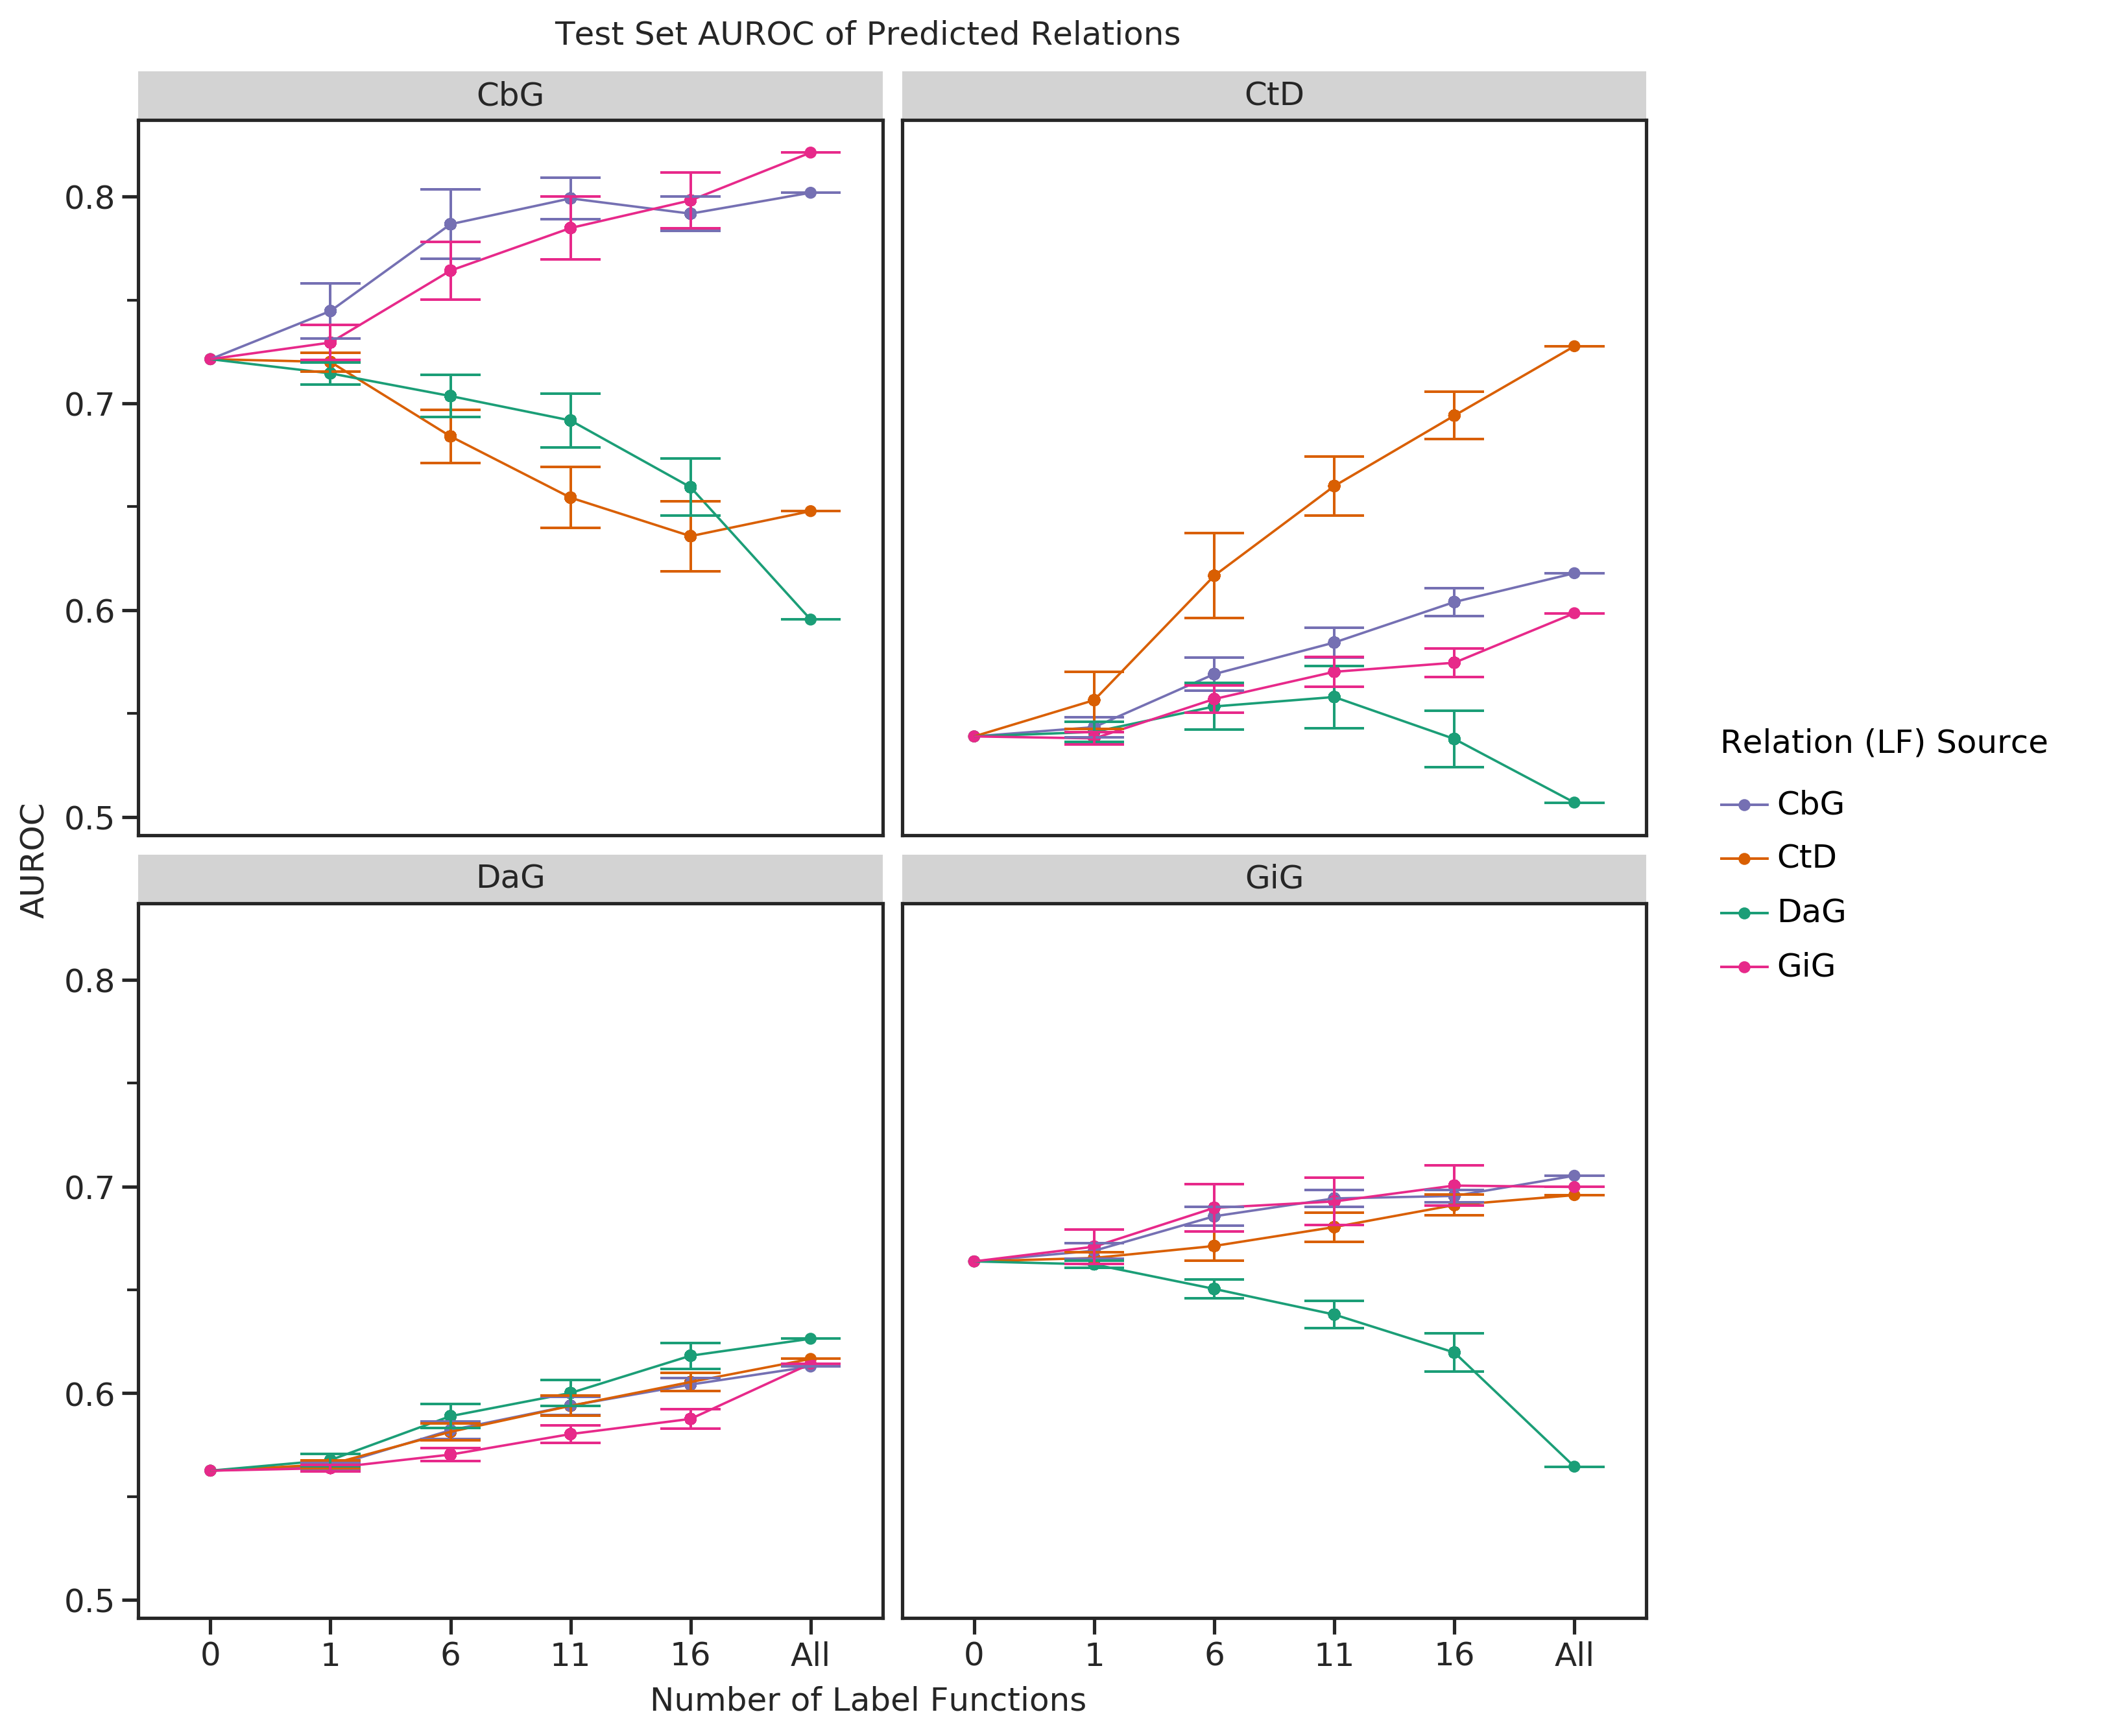 Test Set AUROC of Predicted Relations
CbG
CtD
0.8
0.7
0.6
0.5
DaG
GiG
0.8
0.7
0.6
0.5
0 1 6 11 16 All
0 1 6 11 16 All
Number of Label Functions
AUROC
Relation (LF) Source
CbG
CtD
DaG
GiG